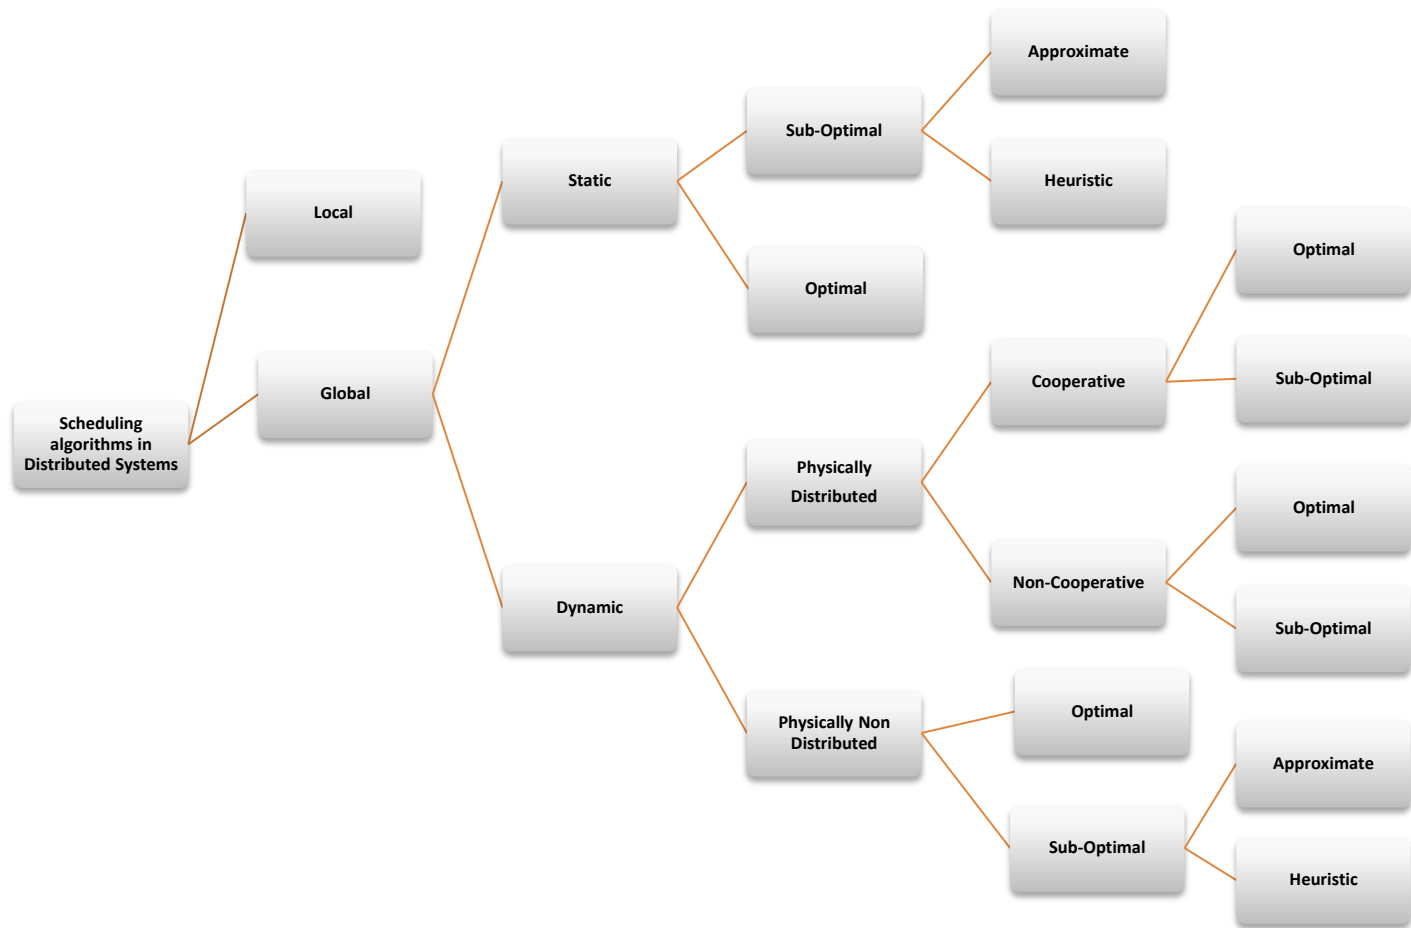 Approximate
Sub-Optimal
Static
Heuristic
Local
Optimal
Optimal
Global
Cooperative
Sub-Optimal
Scheduling
algorithms in
Distributed Systems
Physically
Distributed
Optimal
Non-Cooperative
Dynamic
Sub-Optimal
Physically Non
Distributed
Optimal
Approximate
Sub-Optimal
Heuristic